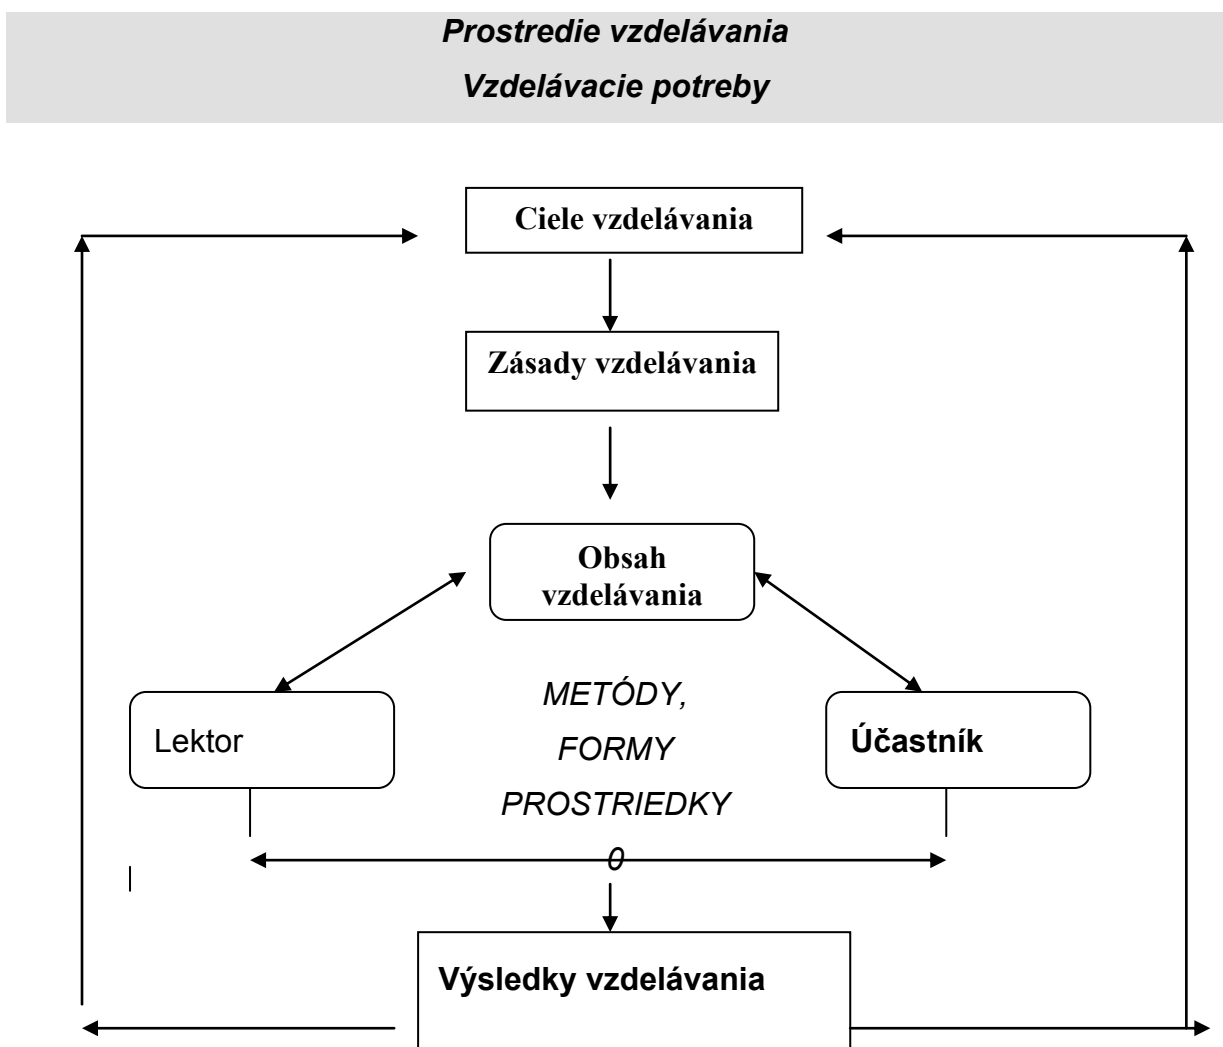 Prostredie vzdelávania
Vzdelávacie potreby
Ciele vzdelávania
Zásady vzdelávania
Obsah
vzdelávania
METÓDY,
Lektor
Účastník
FORMY
PROSTRIEDKY
0
Výsledky vzdelávania